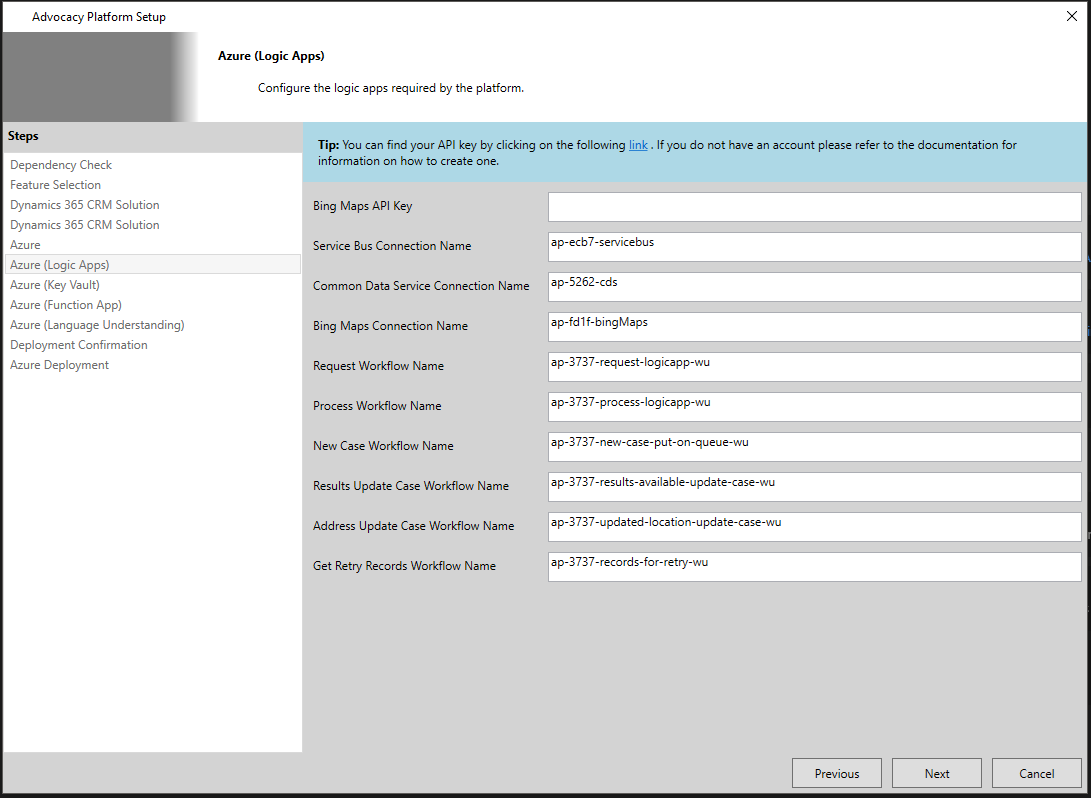 Advocacy Platform Setup
Azure (Logic Apps)
Configure the logic apps required by the platform.
Steps
Dependency Check
Feature Selection
Dynamics 365 CRM Solution
Dynamics 365 CRM Solution
Azure
Azure (Logic Apps)
Azure (Key Vault)
Azure (Function App)
Azure (Language Understanding)
Deployment Confirmation
Azure Deployment
Tip: You can find your API key by clicking on the following link . If you do not have an account please refer to the documentation for
information on how to create one.
Bing Maps API Key
Service Bus Connection Name ap-ecb7-servicebus
Common Data Service Connection Name ap-5262-cds
Bing Maps Connection Name ap-fd1f-bingMaps
Request Workflow Name ap-3737-request-logicapp-wu
Process Workflow Name ap-3737-process-logicapp-wu
New Case Workflow Name ap-3737-new-case-put-on-queue-wu
Results Update Case Workflow Name ap-3737-results-available-update-case-wu
Address Update Case Workflow Name ap-3737-updated-location-update-case-wu
Get Retry Records Workflow Name ap-3737-records-for-retry-wu
Previous Next Cancel